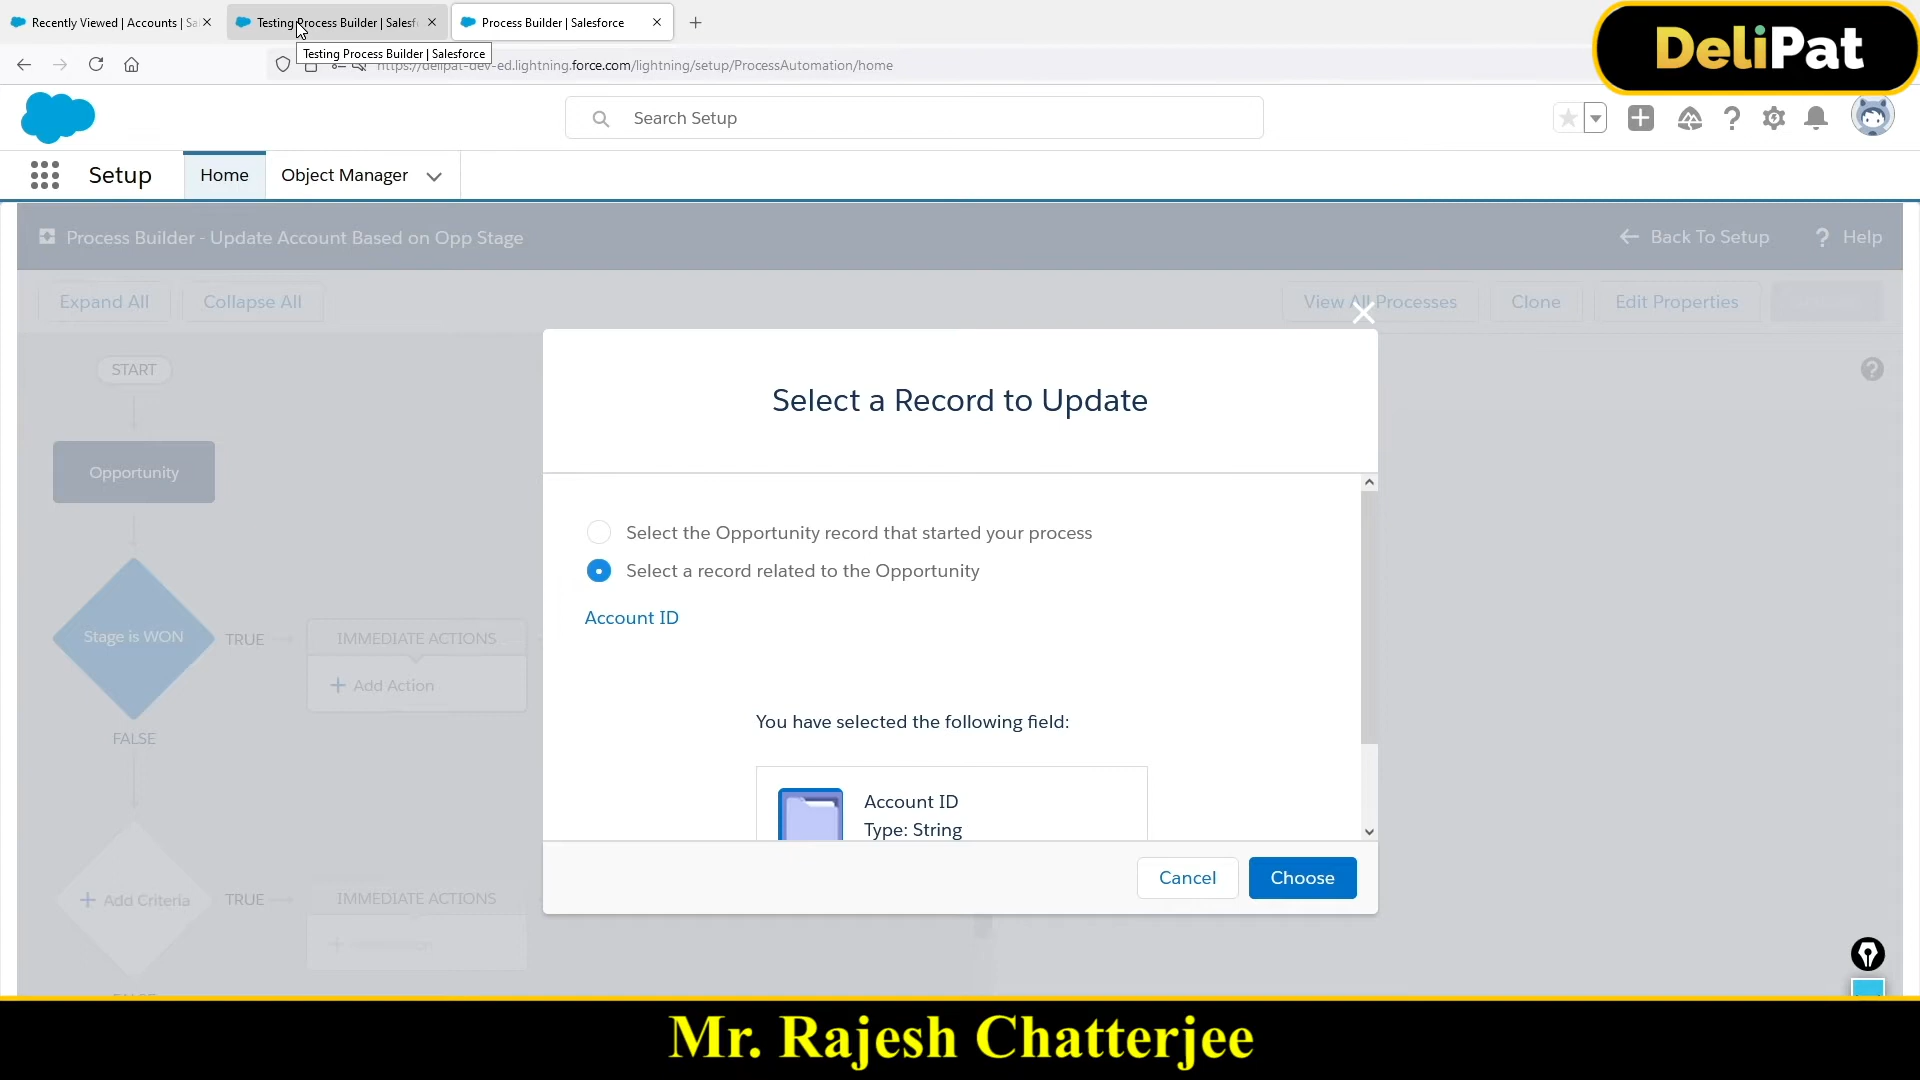 Recently Viewed | Accounts | Sal
Testing Process Builder | Salesf
Process Builder | Salesforce
Testing Process Builder | Salesforce
https://delipat-dev-ed.lightning.force.com/lightning/setup/ProcessAutomation/home
DeliPat
Search Setup
Setup
Home
Object Manager
Process Builder - Update Account Based on Opp Stage
Back To Setup
? Help
Expand All
Collapse All
View All Processes
Clone
Edit Properties
START
Select a Record to Update
Opportunity
Select the Opportunity record that started your process
Select a record related to the Opportunity
Account ID
Stage is WON
TRUE
IMMEDIATE ACTIONS
+ Add Action
FALSE
You have selected the following field:
Account ID
Type: String
Cancel
Choose
+ Add Criteria
TRUE
IMMEDIATE ACTIONS
Mr. Rajesh Chatterjee